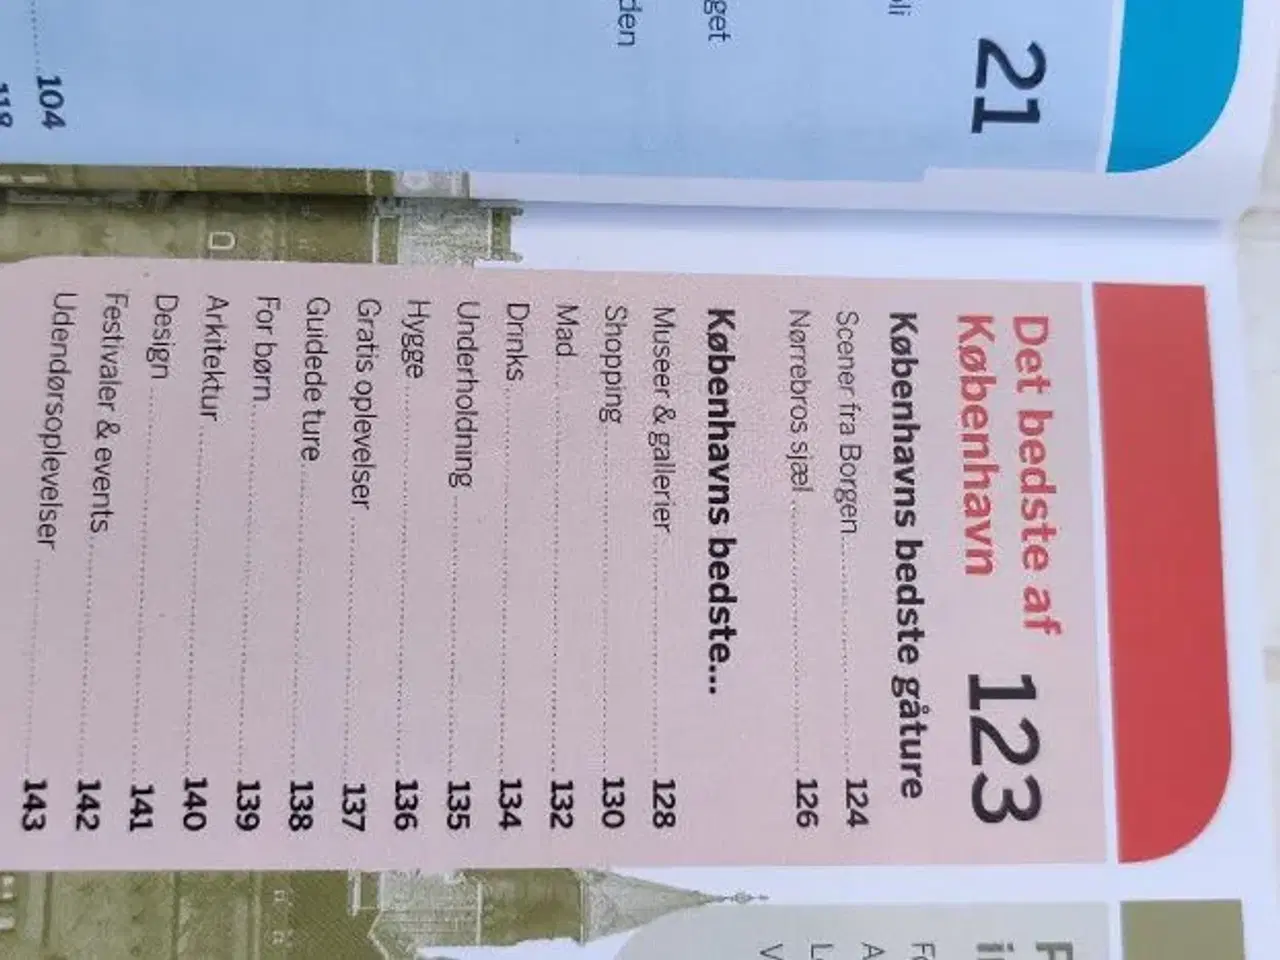 21
104
118
Det bedste af
København 123
Københavns bedste gåture
Scener fra Borgen 124
Nørrebros sjæl 126
Københavns bedste...
Museer & gallerier 128
Shopping 130
Mad 132
Drinks 134
Underholdning 135
Hygge 136
Gratis oplevelser 137
Guidede ture 138
For børn 139
Arkitektur 140
Design 141
Festivaler & events 142
Udendørsoplevelser 143